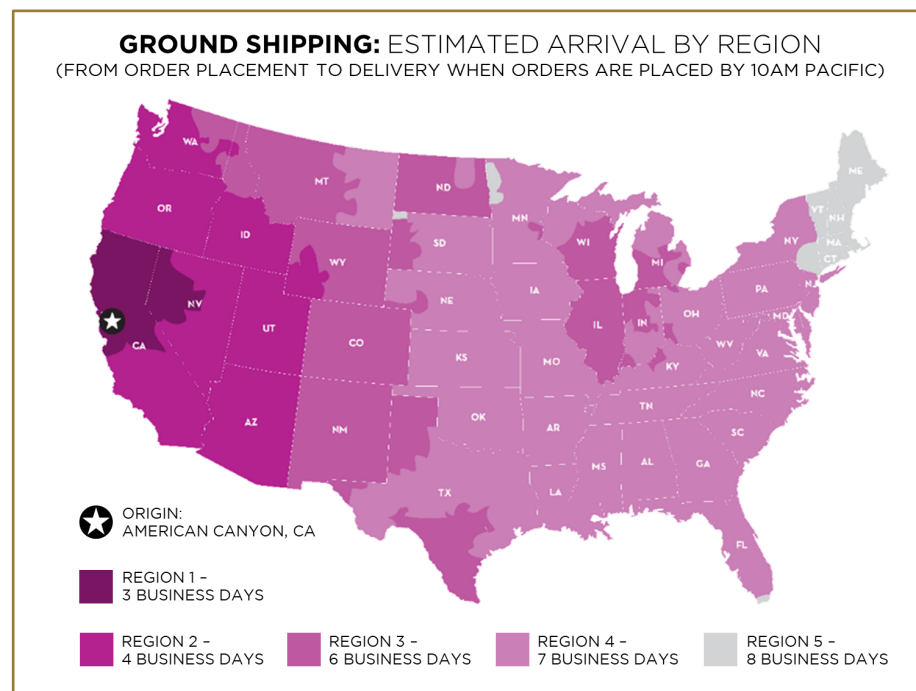 GROUND SHIPPING: ESTIMATED ARRIVAL BY REGION
(FROM ORDER PLACEMENT TO DELIVERY WHEN ORDERS ARE PLACED BY 10AM PACIFIC)
WA
MT
ND
MN
ME
VT
NH
OR
ID
WY
SD
WI
MI
NY
MA
CT
NV
NE
IA
PA
NJ
UT
CA
CO
KS
MO
IL
IN
OH
MD
WV
VA
KY
AZ
NM
OK
AR
TN
NC
SC
TX
LA
MS
AL
GA
FL
ORIGIN:
AMERICAN CANYON, CA
REGION 1 –
3 BUSINESS DAYS
REGION 2 –
4 BUSINESS DAYS
REGION 3 –
6 BUSINESS DAYS
REGION 4 –
7 BUSINESS DAYS
REGION 5 –
8 BUSINESS DAYS